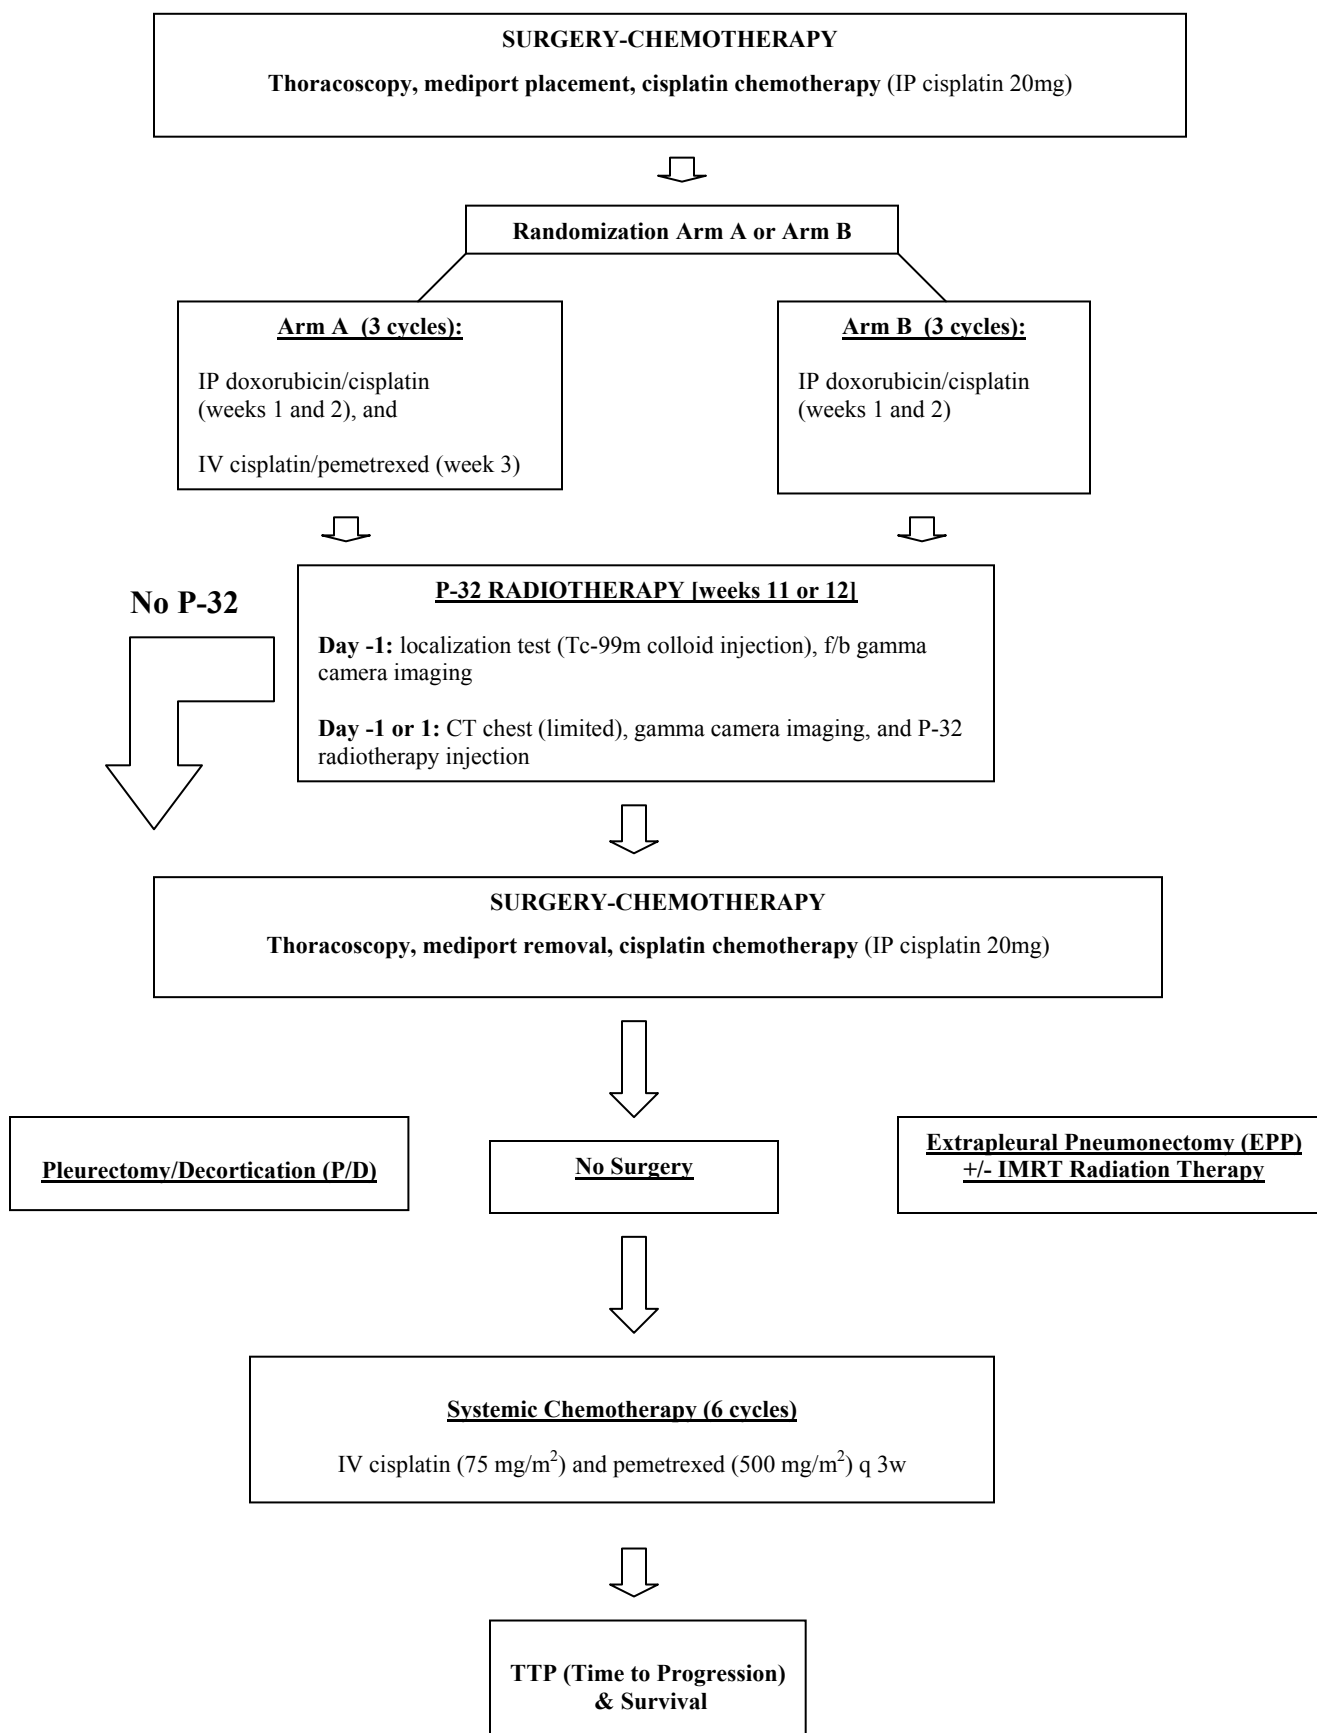 SURGERY-CHEMOTHERAPY
Thoracoscopy, mediport placement, cisplatin chemotherapy (IP cisplatin 20mg)
Randomization Arm A or Arm B
Arm A (3 cycles):
IP doxorubicin/cisplatin
(weeks 1 and 2), and
IV cisplatin/pemetrexed (week 3)
Arm B (3 cycles):
IP doxorubicin/cisplatin
(weeks 1 and 2)
No P-32
P-32 RADIOTHERAPY [weeks 11 or 12]
Day -1: localization test (Tc-99m colloid injection), f/b gamma
camera imaging
Day -1 or 1: CT chest (limited), gamma camera imaging, and P-32
radiotherapy injection
SURGERY-CHEMOTHERAPY
Thoracoscopy, mediport removal, cisplatin chemotherapy (IP cisplatin 20mg)
Pleurectomy/Decortication (P/D)
No Surgery
Extrapleural Pneumonectomy (EPP)
+/- IMRT Radiation Therapy
Systemic Chemotherapy (6 cycles)
IV cisplatin (75 mg/m²) and pemetrexed (500 mg/m²) q 3w
TTP (Time to Progression)
& Survival